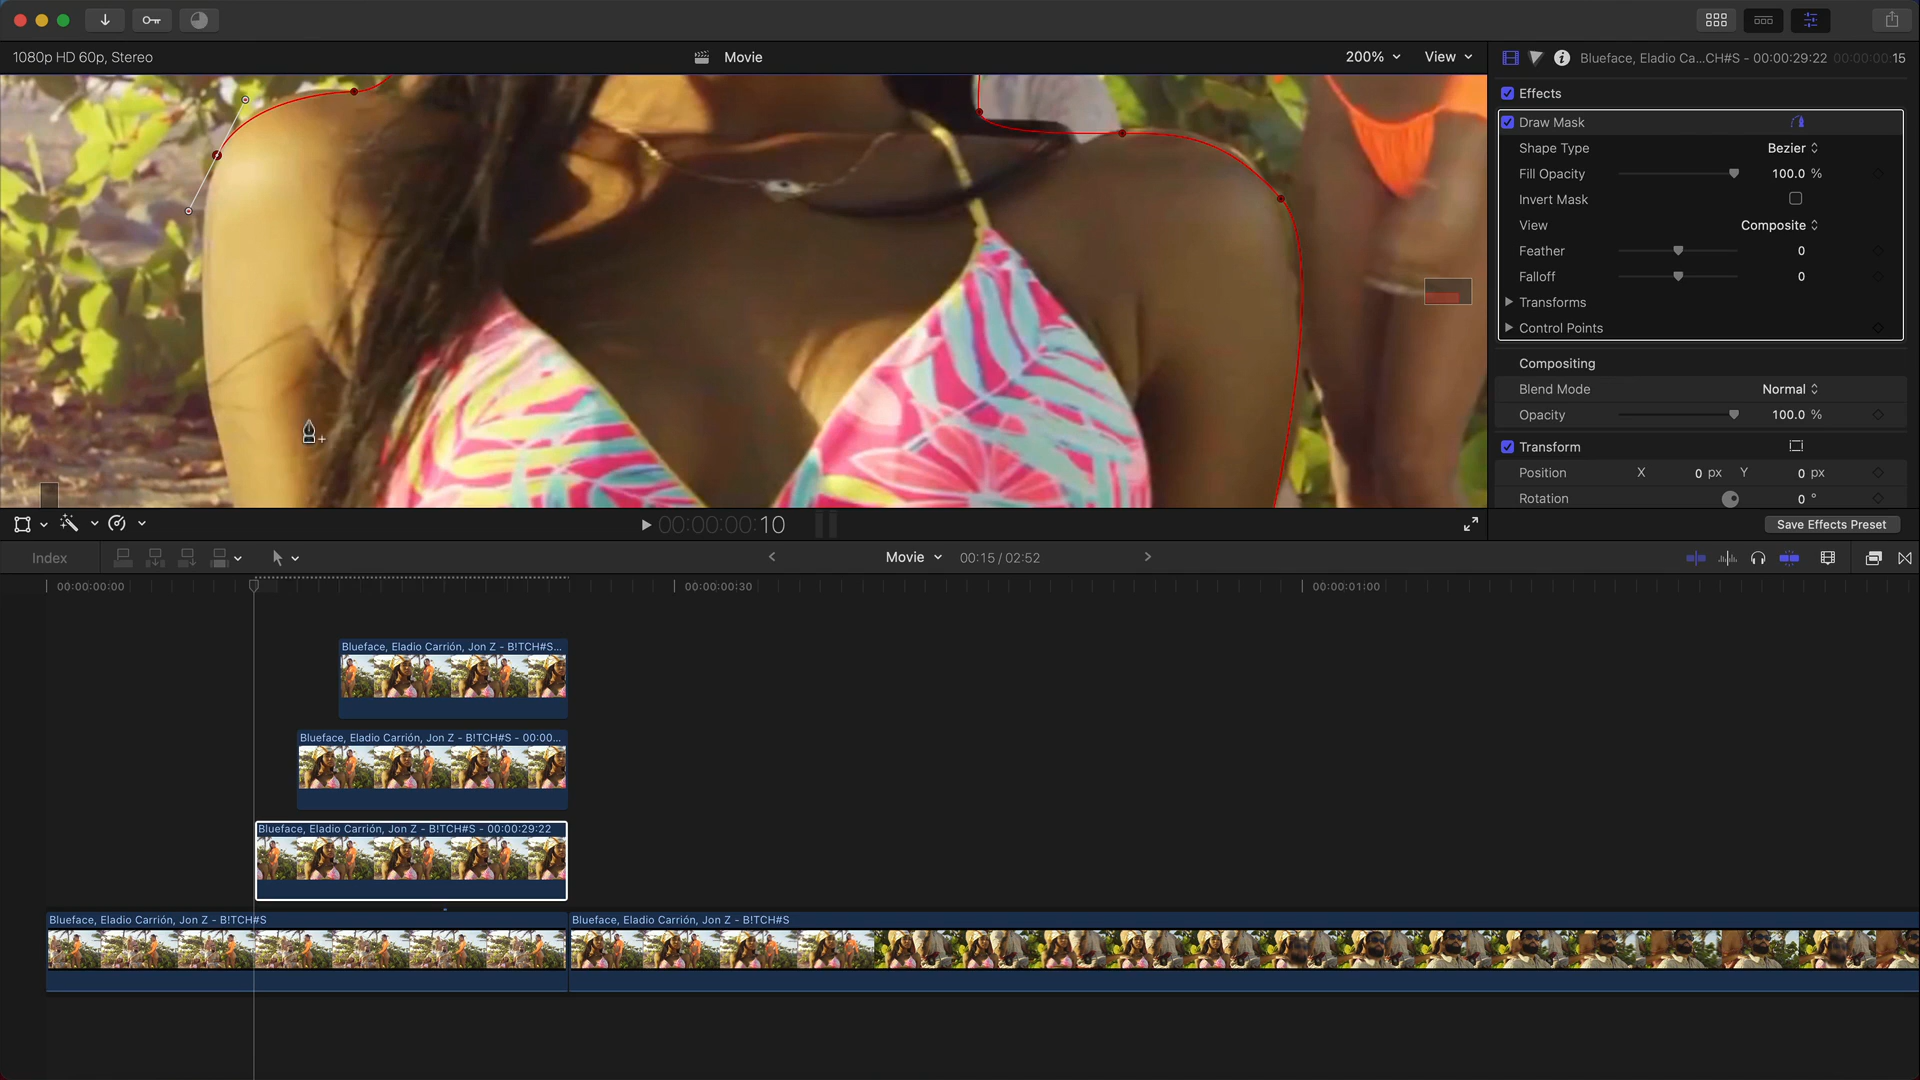 1080p HD 60p, Stereo
Movie
200%
View
Blueface, Eladio Ca...CH#S - 00:00:29:22
00:00:00:15
Effects
Draw Mask
Shape Type
Bezier
Fill Opacity
100.0 %
Invert Mask
View
Composite
Feather
0
Falloff
0
Transforms
Control Points
Compositing
Blend Mode
Normal
Opacity
100.0 %
Transform
Position
X
0 px
Y
0 px
Rotation
0 °
00:00:00:10
Save Effects Preset
Index
Movie
00:15 / 02:52
00:00:00:00
00:00:00:30
00:00:01:00
Blueface, Eladio Carrión, Jon Z - B!TCH#S...
Blueface, Eladio Carrión, Jon Z - B!TCH#S - 00:00...
Blueface, Eladio Carrión, Jon Z - B!TCH#S - 00:00:29:22
Blueface, Eladio Carrión, Jon Z - B!TCH#S
Blueface, Eladio Carrión, Jon Z - B!TCH#S